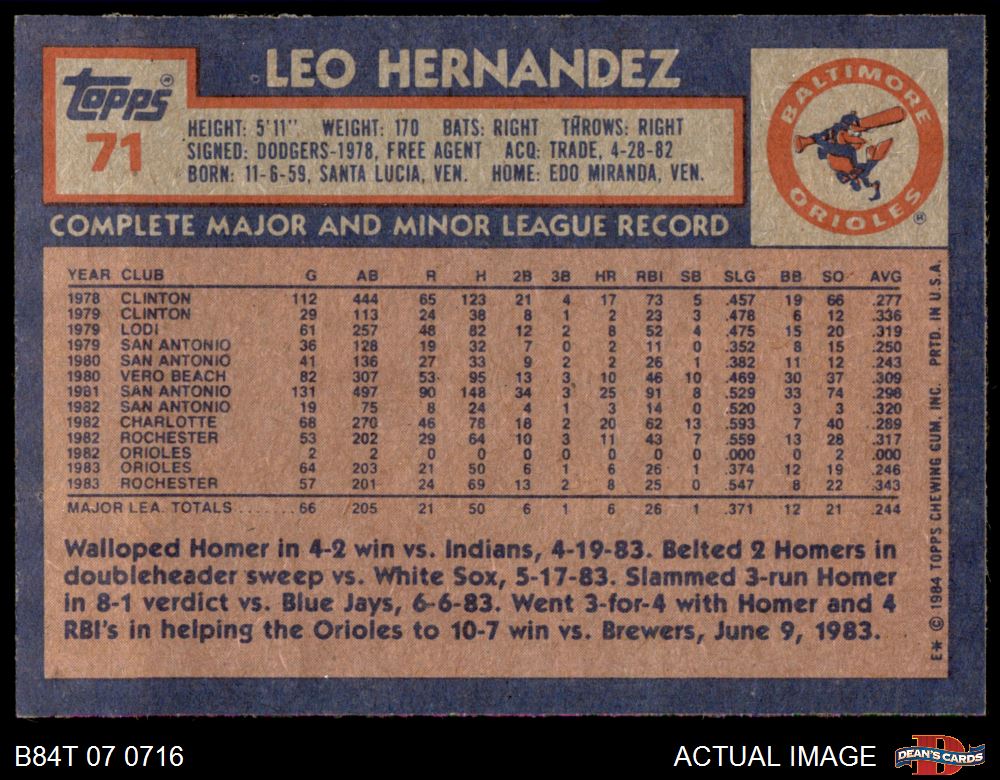 LEO HERNANDEZ
Topps ®
71
HEIGHT: 5'11" WEIGHT: 170 BATS: RIGHT THROWS: RIGHT
SIGNED: DODGERS-1978, FREE AGENT ACQ: TRADE, 4-28-82
BORN: 11-6-59, SANTA LUCIA, VEN. HOME: EDO MIRANDA, VEN.
BALTIMORE
ORIOLES ®
COMPLETE MAJOR AND MINOR LEAGUE RECORD
YEAR CLUB G AB R H 2B 3B HR RBI SB SLG BB SO AVG
1978 CLINTON 112 444 65 123 21 4 17 73 5 .457 19 66 .277
1979 CLINTON 29 113 24 38 8 1 2 23 3 .478 6 12 .336
1979 LODI 61 257 48 82 12 2 8 52 4 .475 15 20 .319
1979 SAN ANTONIO 36 128 19 32 7 0 2 11 0 .352 8 15 .250
1980 SAN ANTONIO 41 136 27 33 9 2 2 26 1 .382 11 12 .243
1980 VERO BEACH 82 307 53 95 13 3 10 46 10 .469 30 37 .309
1981 SAN ANTONIO 131 497 90 148 34 3 25 91 8 .529 33 74 .298
1982 SAN ANTONIO 19 75 8 24 4 1 3 14 0 .520 3 3 .320
1982 CHARLOTTE 68 270 46 78 18 2 20 62 13 .593 7 40 .289
1982 ROCHESTER 53 202 29 64 10 3 11 43 7 .559 13 28 .317
1982 ORIOLES 2 2 0 0 0 0 0 0 0 .000 0 2 .000
1983 ORIOLES 64 203 21 50 6 1 6 26 1 .374 12 19 .246
1983 ROCHESTER 57 201 24 69 13 2 8 25 0 .547 8 22 .343
MAJOR LEA. TOTALS ....... 66 205 21 50 6 1 6 26 1 .371 12 21 .244
Walloped Homer in 4-2 win vs. Indians, 4-19-83. Belted 2 Homers in
doubleheader sweep vs. White Sox, 5-17-83. Slammed 3-run Homer
in 8-1 verdict vs. Blue Jays, 6-6-83. Went 3-for-4 with Homer and 4
RBI's in helping the Orioles to 10-7 win vs. Brewers, June 9, 1983.
E* © 1984 TOPPS CHEWING GUM, INC. PRTD. IN U.S.A.
B84T 07 0716
ACTUAL IMAGE
D
DEAN'S CARDS